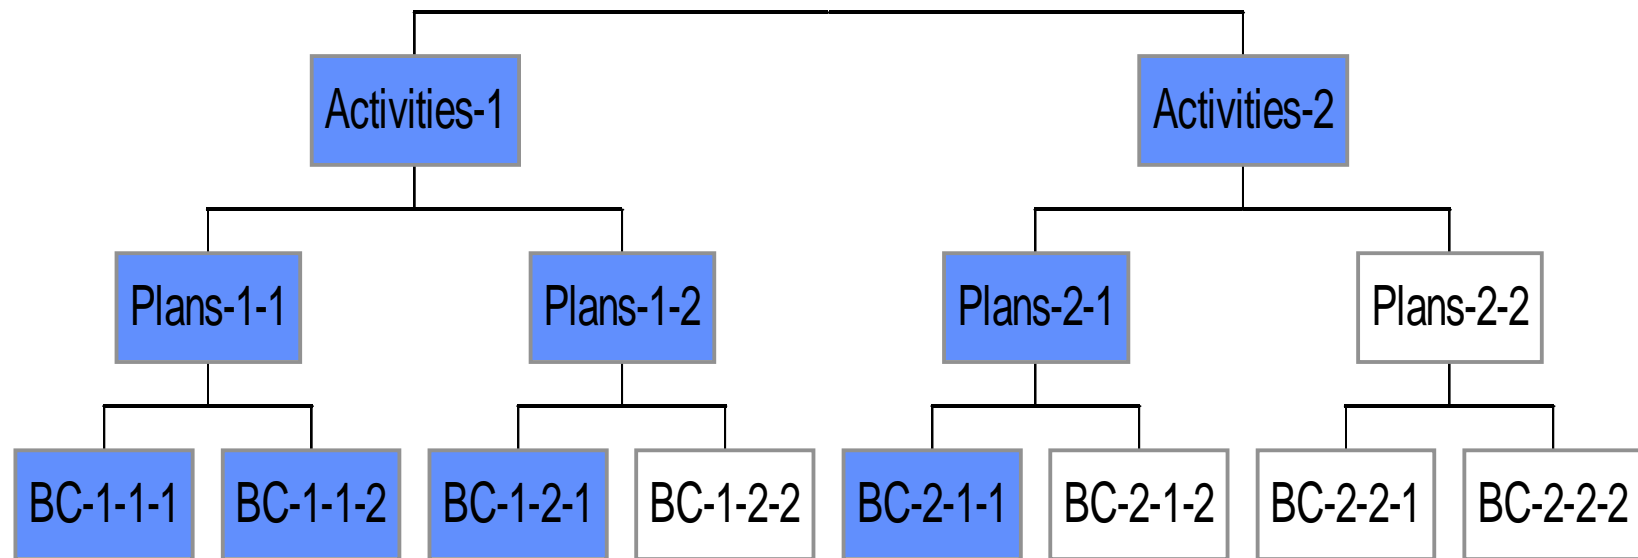 Activities-1
Activities-2
Plans-1-1
Plans-1-2
Plans-2-1
Plans-2-2
BC-1-1-1
BC-1-1-2
BC-1-2-1
BC-1-2-2
BC-2-1-1
BC-2-1-2
BC-2-2-1
BC-2-2-2